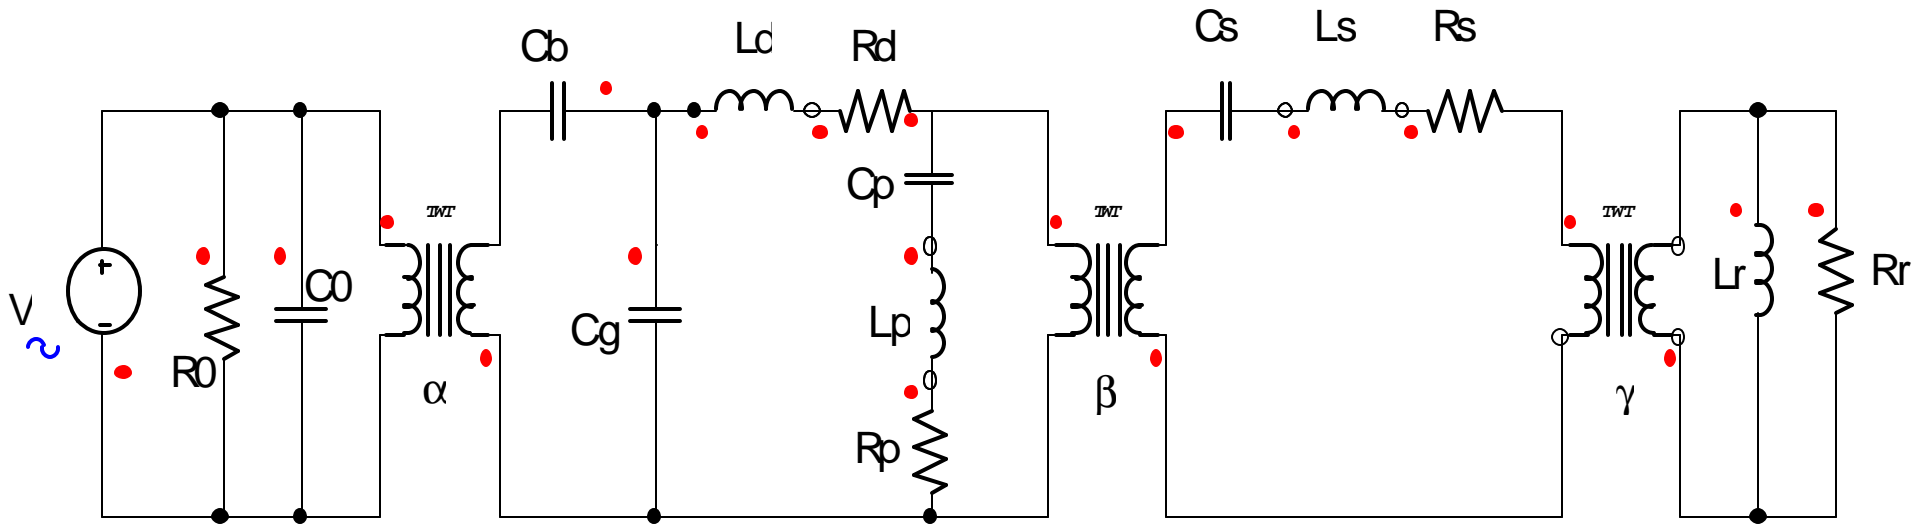 Cb
Ld
Rd
Cs
Ls
Rs
Cp
TWT
TWT
TWT
V
+
−
R0
C0
Cg
Lp
Lr
Rr
α
β
γ
Rp